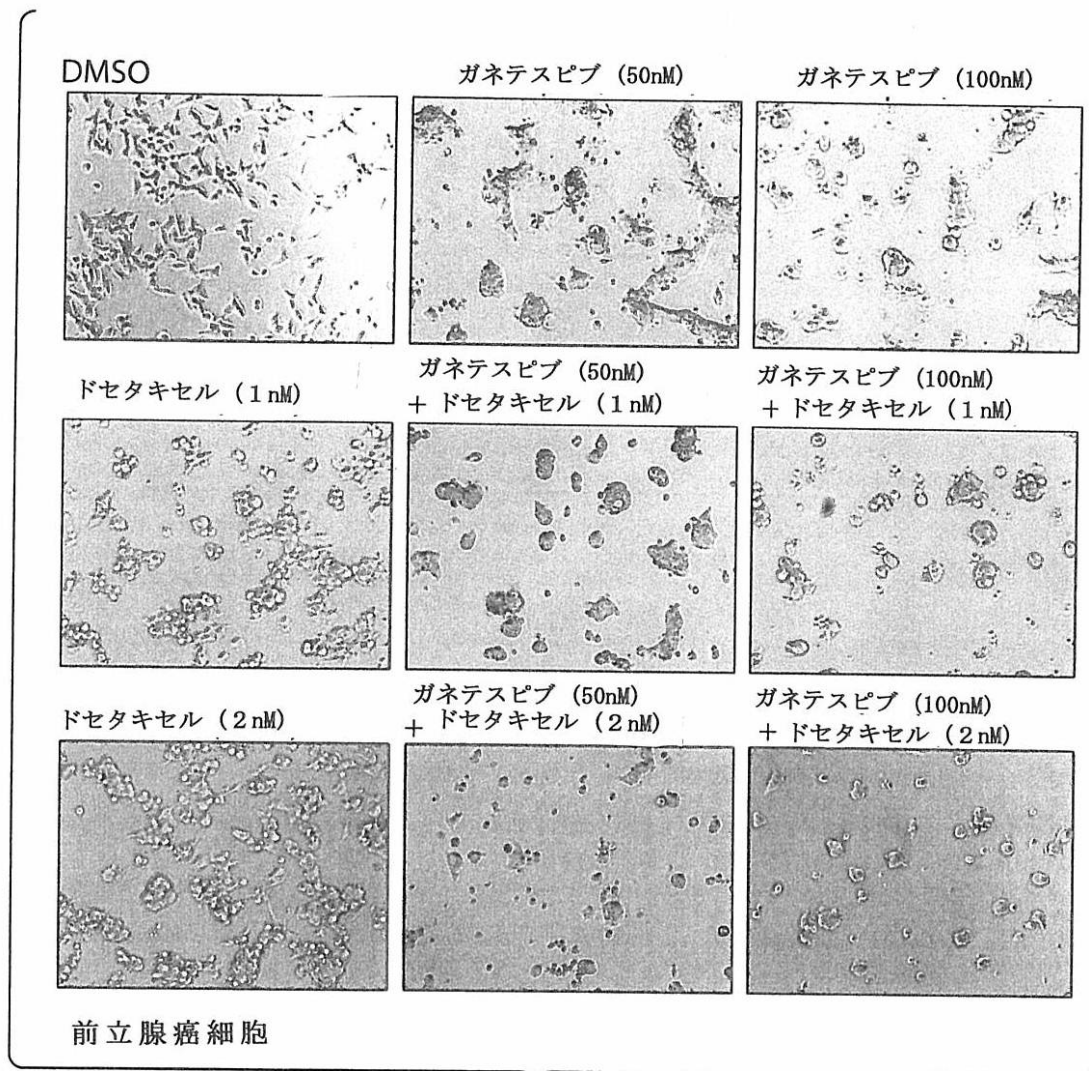 DMSO
ガネテスピブ (50nM)
ガネテスピブ (100nM)
ドセタキセル (1nM)
ガネテスピブ (50nM)
+ ドセタキセル (1nM)
ガネテスピブ (100nM)
+ ドセタキセル (1nM)
ドセタキセル (2nM)
ガネテスピブ (50nM)
+ ドセタキセル (2nM)
ガネテスピブ (100nM)
+ ドセタキセル (2nM)
前立腺癌細胞